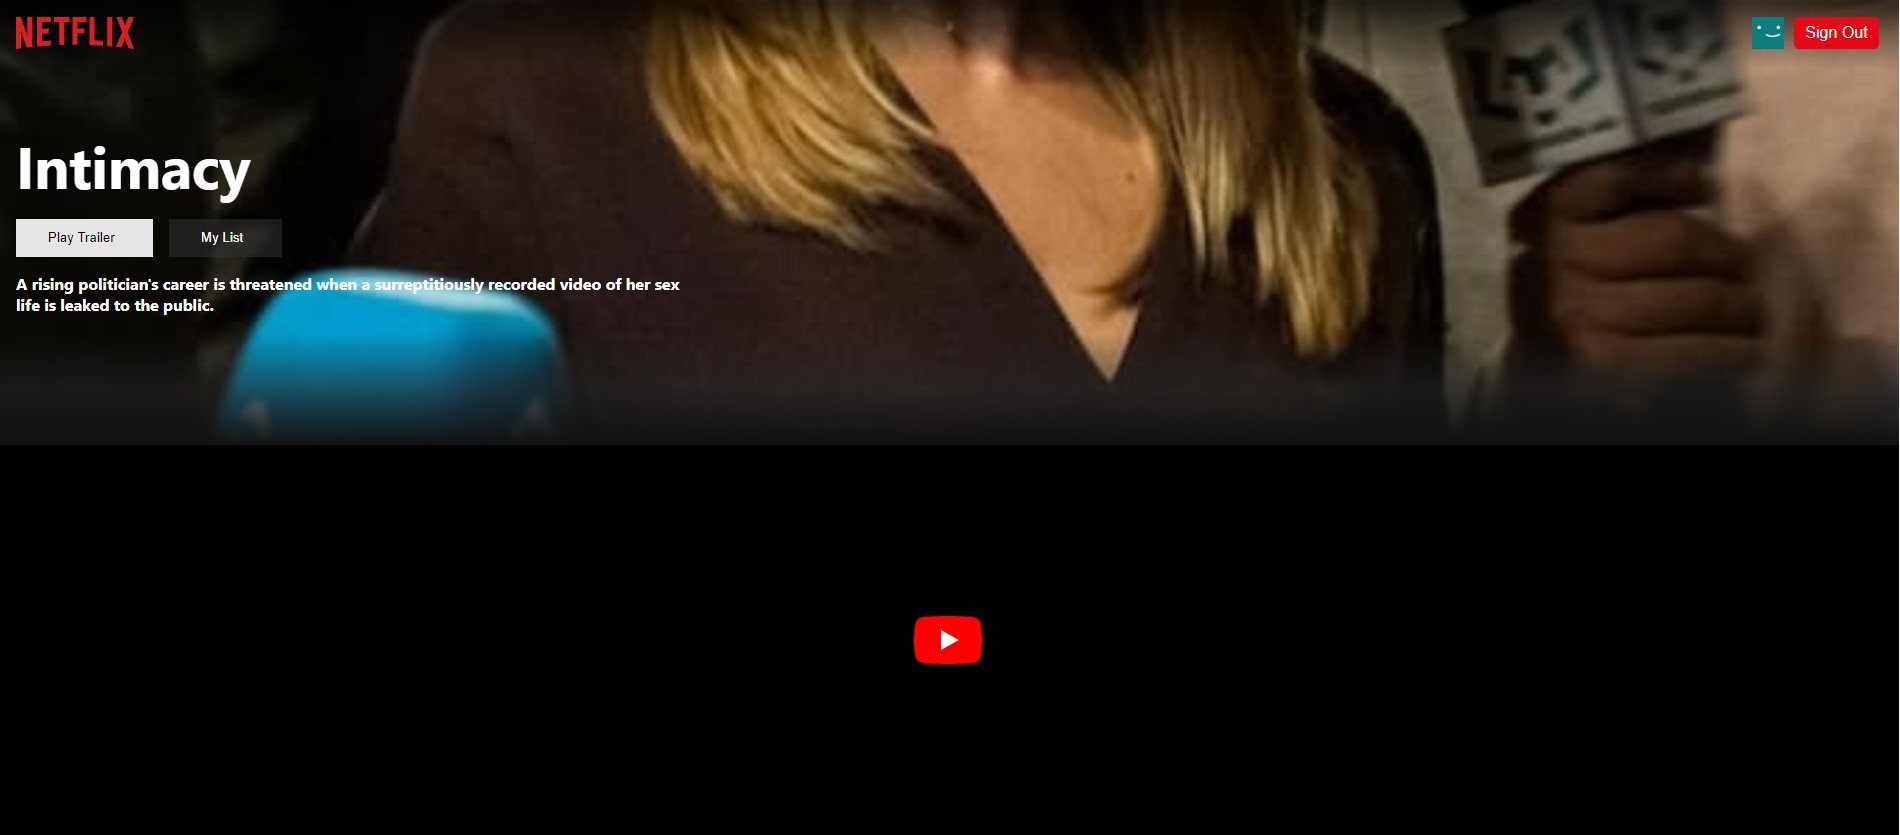 NETFLIX
Sign Out
Intimacy
Play Trailer
My List
A rising politician's career is threatened when a surreptitiously recorded video of her sex
life is leaked to the public.